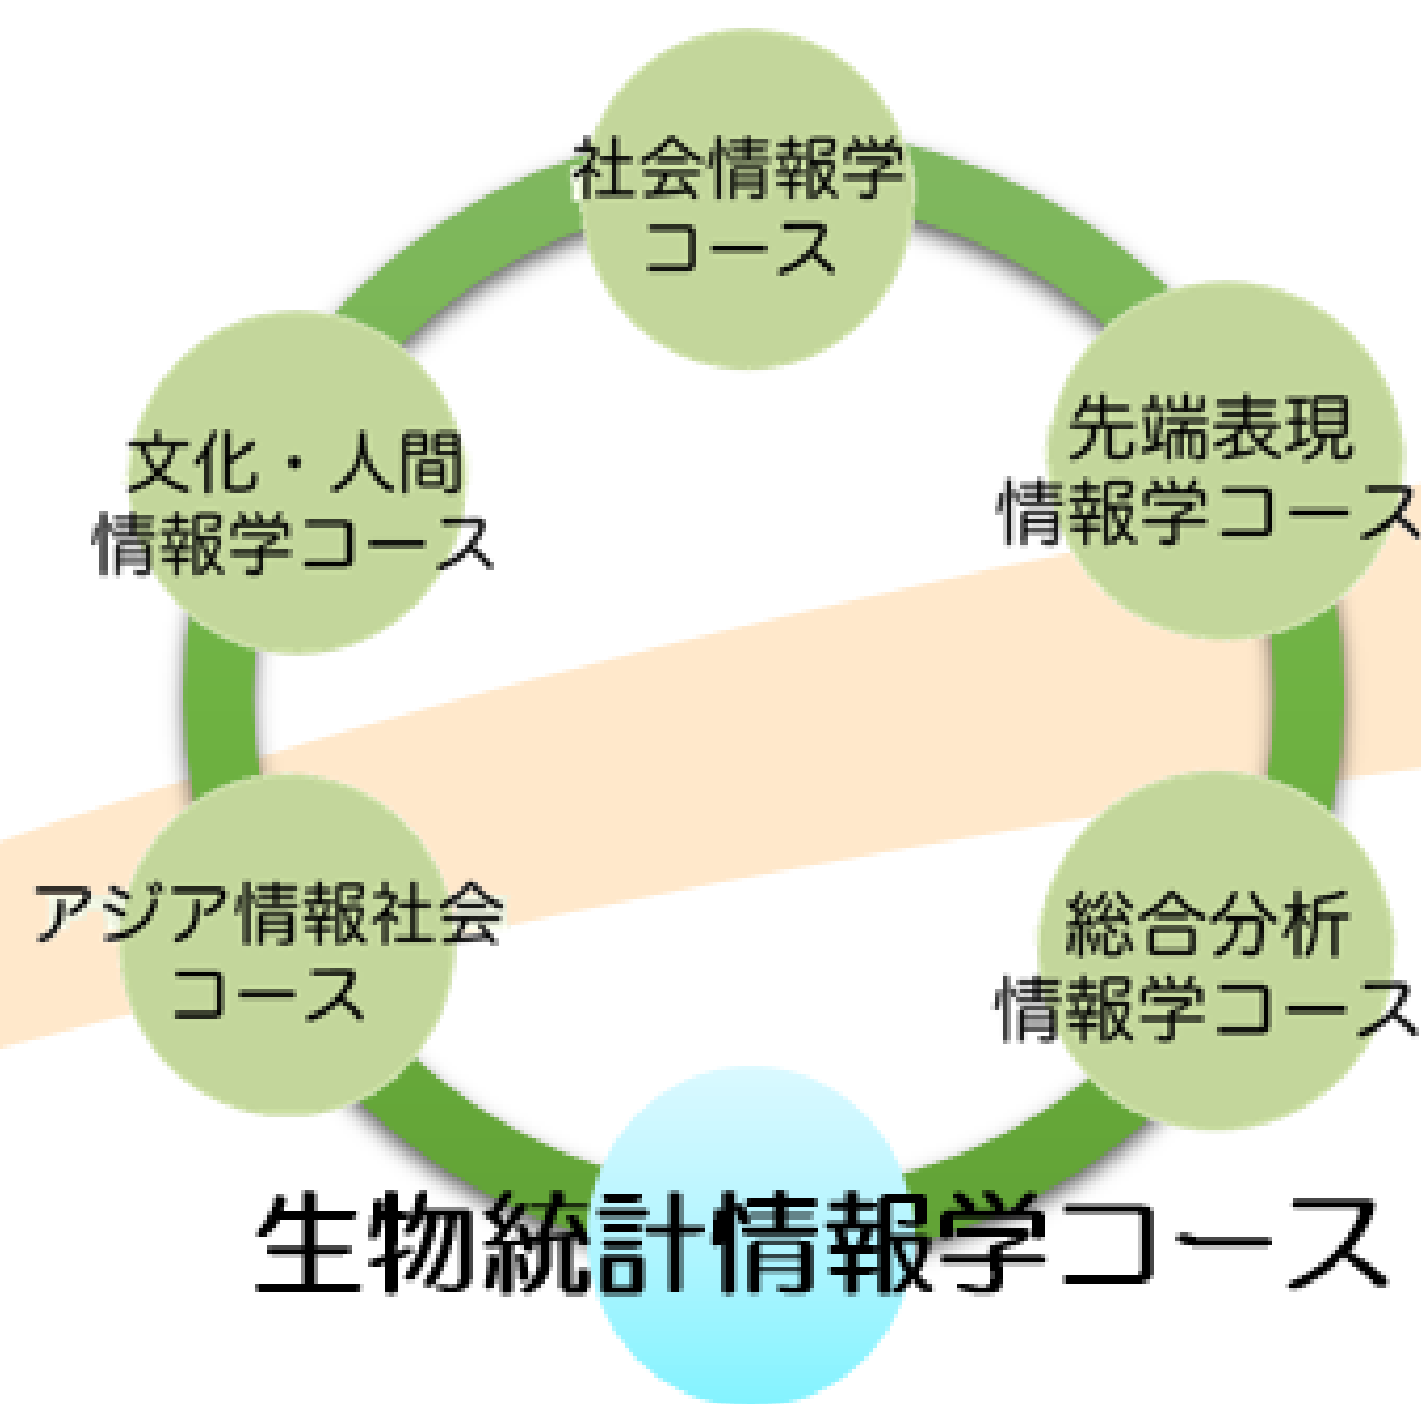 社会情報学
コース
先端表現
情報学コース
文化・人間
情報学コース
アジア情報社会
コース
総合分析
情報学コース
生物統計情報学コース